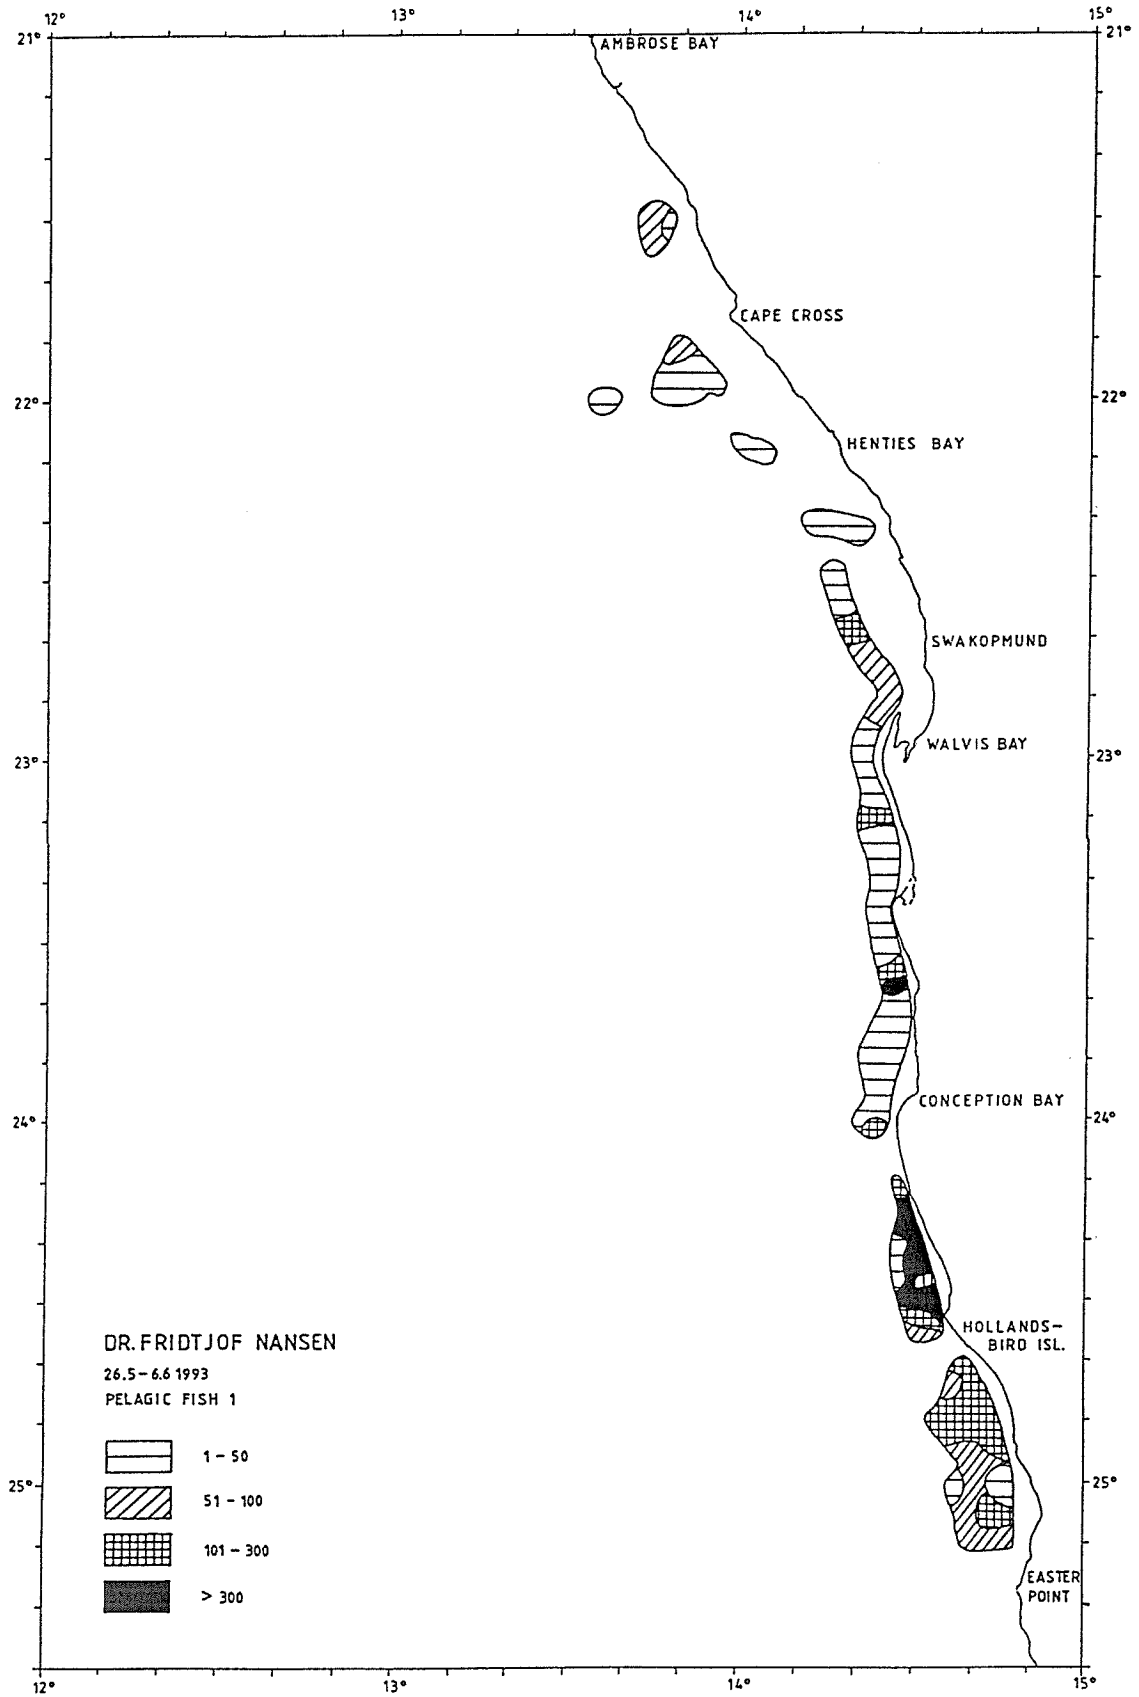 12° 13° 14° 15°
21° AMBROSE BAY 21°
CAPE CROSS
22° 22°
HENTIES BAY
SWAKOPMUND
WALVIS BAY
23° 23°
CONCEPTION BAY
24° 24°
HOLLANDS-
BIRD ISL.
DR. FRIDTJOF NANSEN
26.5-6.6 1993
PELAGIC FISH 1
1-50
25° 25°
51-100
101-300
EASTER
POINT
> 300
12° 13° 14° 15°